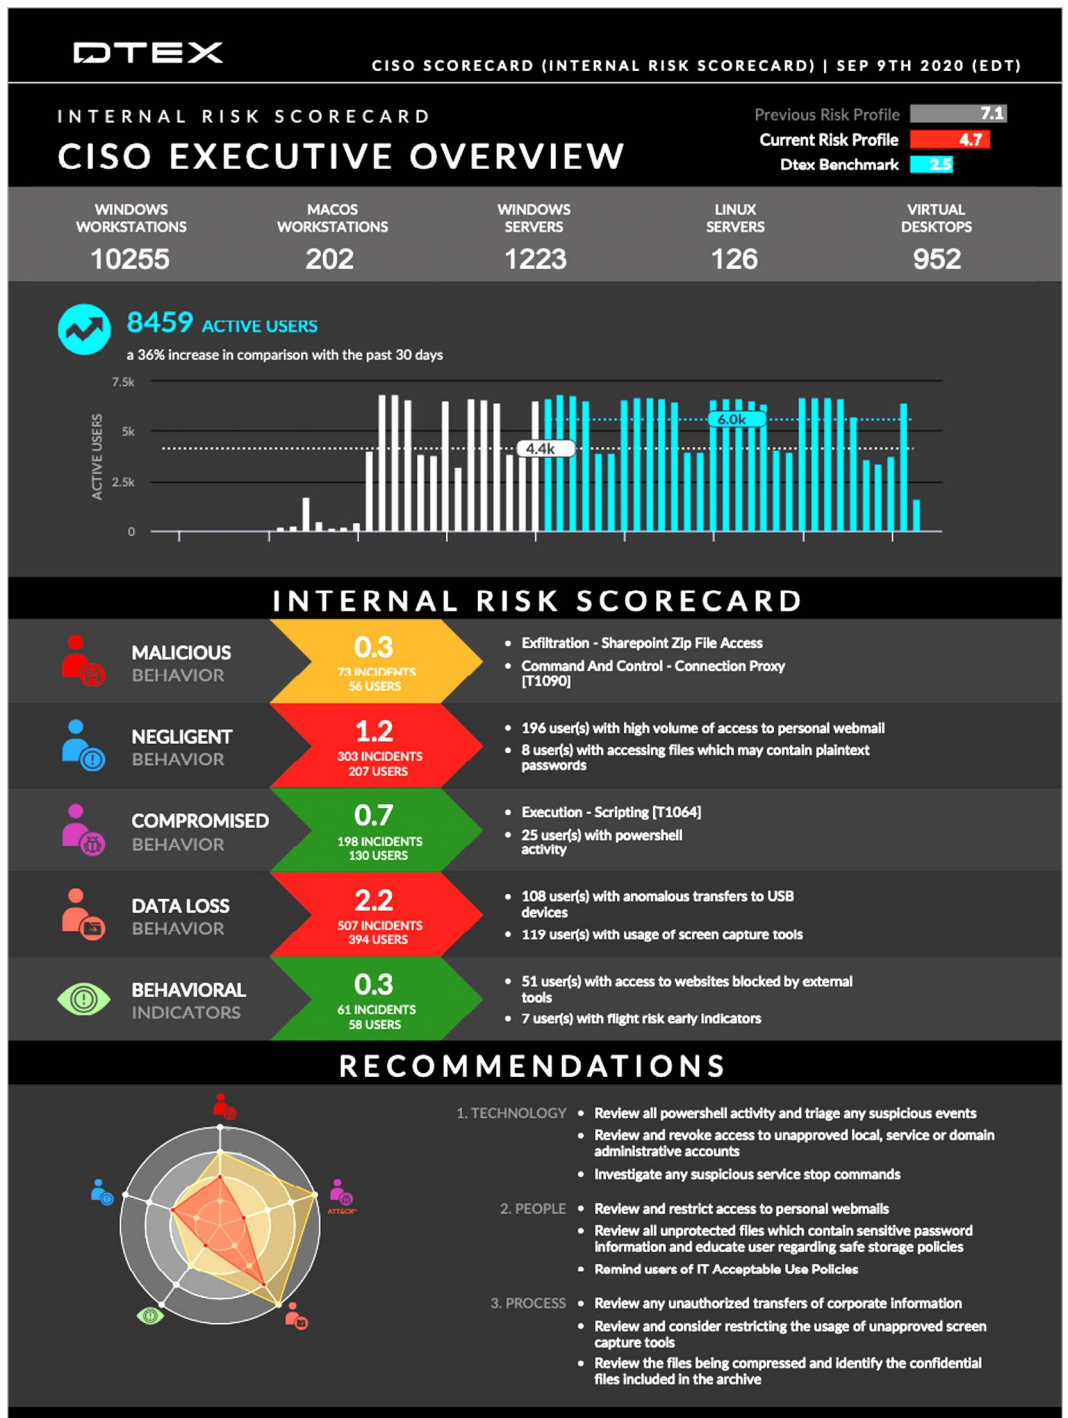 DTEX
CISO SCORECARD (INTERNAL RISK SCORECARD) | SEP 9TH 2020 (EDT)
INTERNAL RISK SCORECARD
CISO EXECUTIVE OVERVIEW
Previous Risk Profile 7.1
Current Risk Profile 4.7
Dtex Benchmark 2.5
WINDOWS
WORKSTATIONS
10255
MACOS
WORKSTATIONS
202
WINDOWS
SERVERS
1223
LINUX
SERVERS
126
VIRTUAL
DESKTOPS
952
8459 ACTIVE USERS
a 36% increase in comparison with the past 30 days
ACTIVE USERS
7.5k
5k
2.5k
0
4.4k
6.0k
INTERNAL RISK SCORECARD
MALICIOUS
BEHAVIOR
0.3
73 INCIDENTS
56 USERS
• Exfiltration - Sharepoint Zip File Access
• Command And Control - Connection Proxy
[T1090]
NEGLIGENT
BEHAVIOR
1.2
303 INCIDENTS
207 USERS
• 196 user(s) with high volume of access to personal webmail
• 8 user(s) with accessing files which may contain plaintext
passwords
COMPROMISED
BEHAVIOR
0.7
198 INCIDENTS
130 USERS
• Execution - Scripting [T1064]
• 25 user(s) with powershell
activity
DATA LOSS
BEHAVIOR
2.2
507 INCIDENTS
394 USERS
• 108 user(s) with anomalous transfers to USB
devices
• 119 user(s) with usage of screen capture tools
BEHAVIORAL
INDICATORS
0.3
61 INCIDENTS
58 USERS
• 51 user(s) with access to websites blocked by external
tools
• 7 user(s) with flight risk early indicators
RECOMMENDATIONS
1. TECHNOLOGY
• Review all powershell activity and triage any suspicious events
• Review and revoke access to unapproved local, service or domain
administrative accounts
• Investigate any suspicious service stop commands
2. PEOPLE
• Review and restrict access to personal webmails
• Review all unprotected files which contain sensitive password
information and educate user regarding safe storage policies
• Remind users of IT Acceptable Use Policies
3. PROCESS
• Review any unauthorized transfers of corporate information
• Review and consider restricting the usage of unapproved screen
capture tools
• Review the files being compressed and identify the confidential
files included in the archive